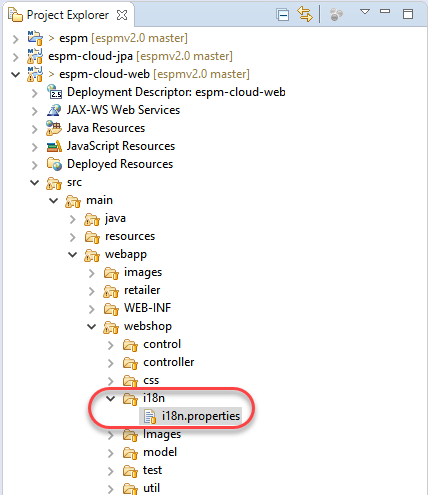 Project Explorer
> espm [espmv2.0 master]
espm-cloud-jpa [espmv2.0 master]
> espm-cloud-web [espmv2.0 master]
2.5 Deployment Descriptor: espm-cloud-web
JAX-WS Web Services
Java Resources
JavaScript Resources
Deployed Resources
src
main
java
resources
webapp
images
retailer
WEB-INF
webshop
control
controller
css
i18n
i18n.properties
Images
model
test
util